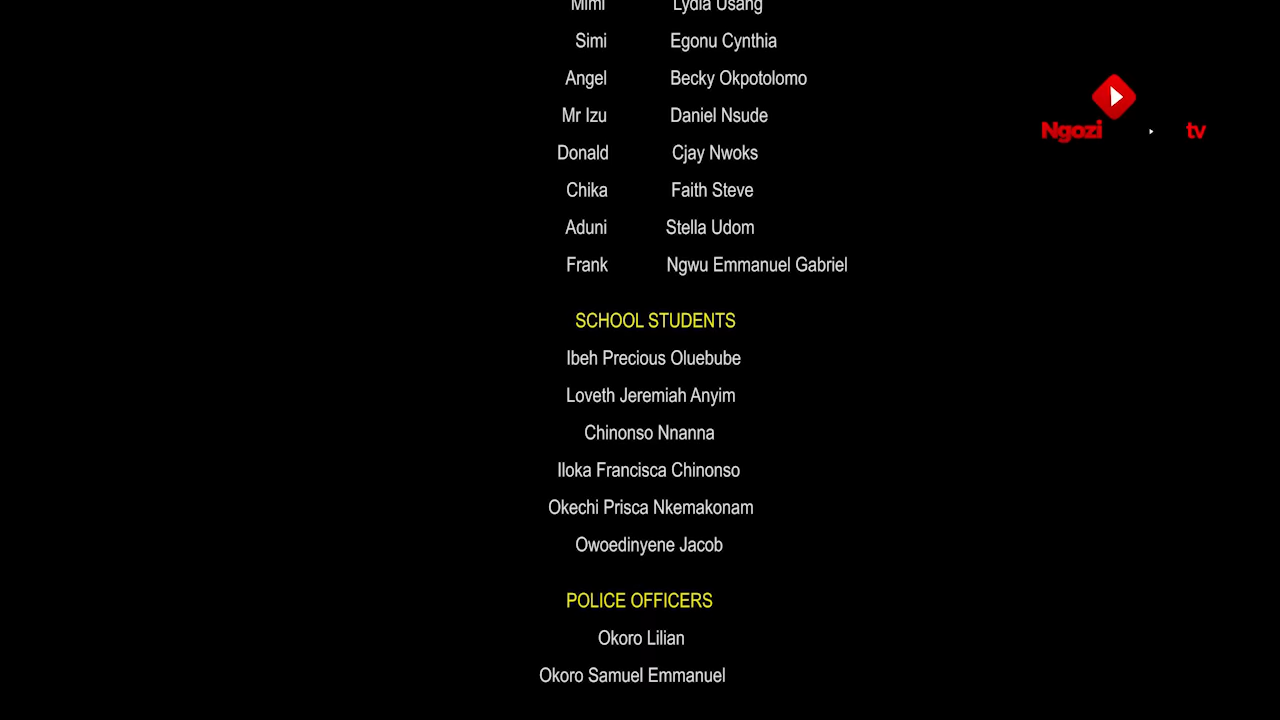 Mimi Lydia Usang
Simi Egonu Cynthia
Angel Becky Okpotolomo
Mr Izu Daniel Nsude
Donald Cjay Nwoks
Chika Faith Steve
Aduni Stella Udom
Frank Ngwu Emmanuel Gabriel
Ngozi tv
SCHOOL STUDENTS
Ibeh Precious Oluebube
Loveth Jeremiah Anyim
Chinonso Nnanna
Iloka Francisca Chinonso
Okechi Prisca Nkemakonam
Owoedinyene Jacob
POLICE OFFICERS
Okoro Lilian
Okoro Samuel Emmanuel